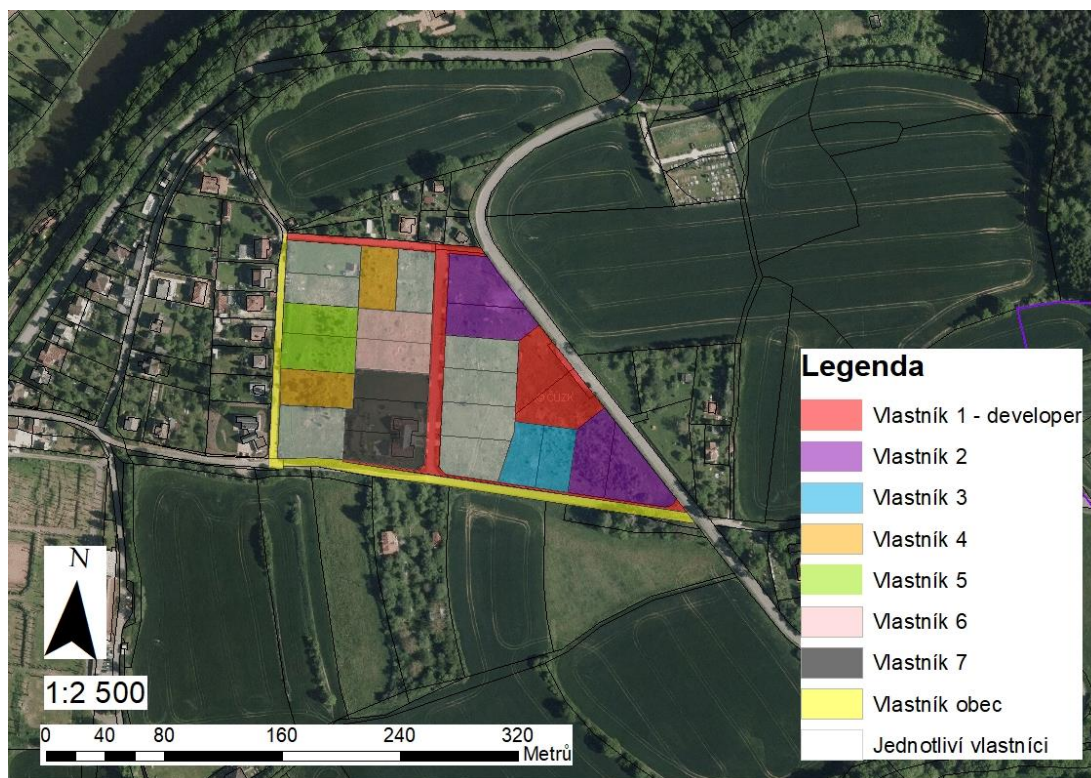 ČÚZK
Legenda
Vlastník 1 - developer
Vlastník 2
Vlastník 3
Vlastník 4
Vlastník 5
Vlastník 6
Vlastník 7
Vlastník obec
Jednotliví vlastníci
N
1:2 500
0 40 80 160 240 320
Metrů